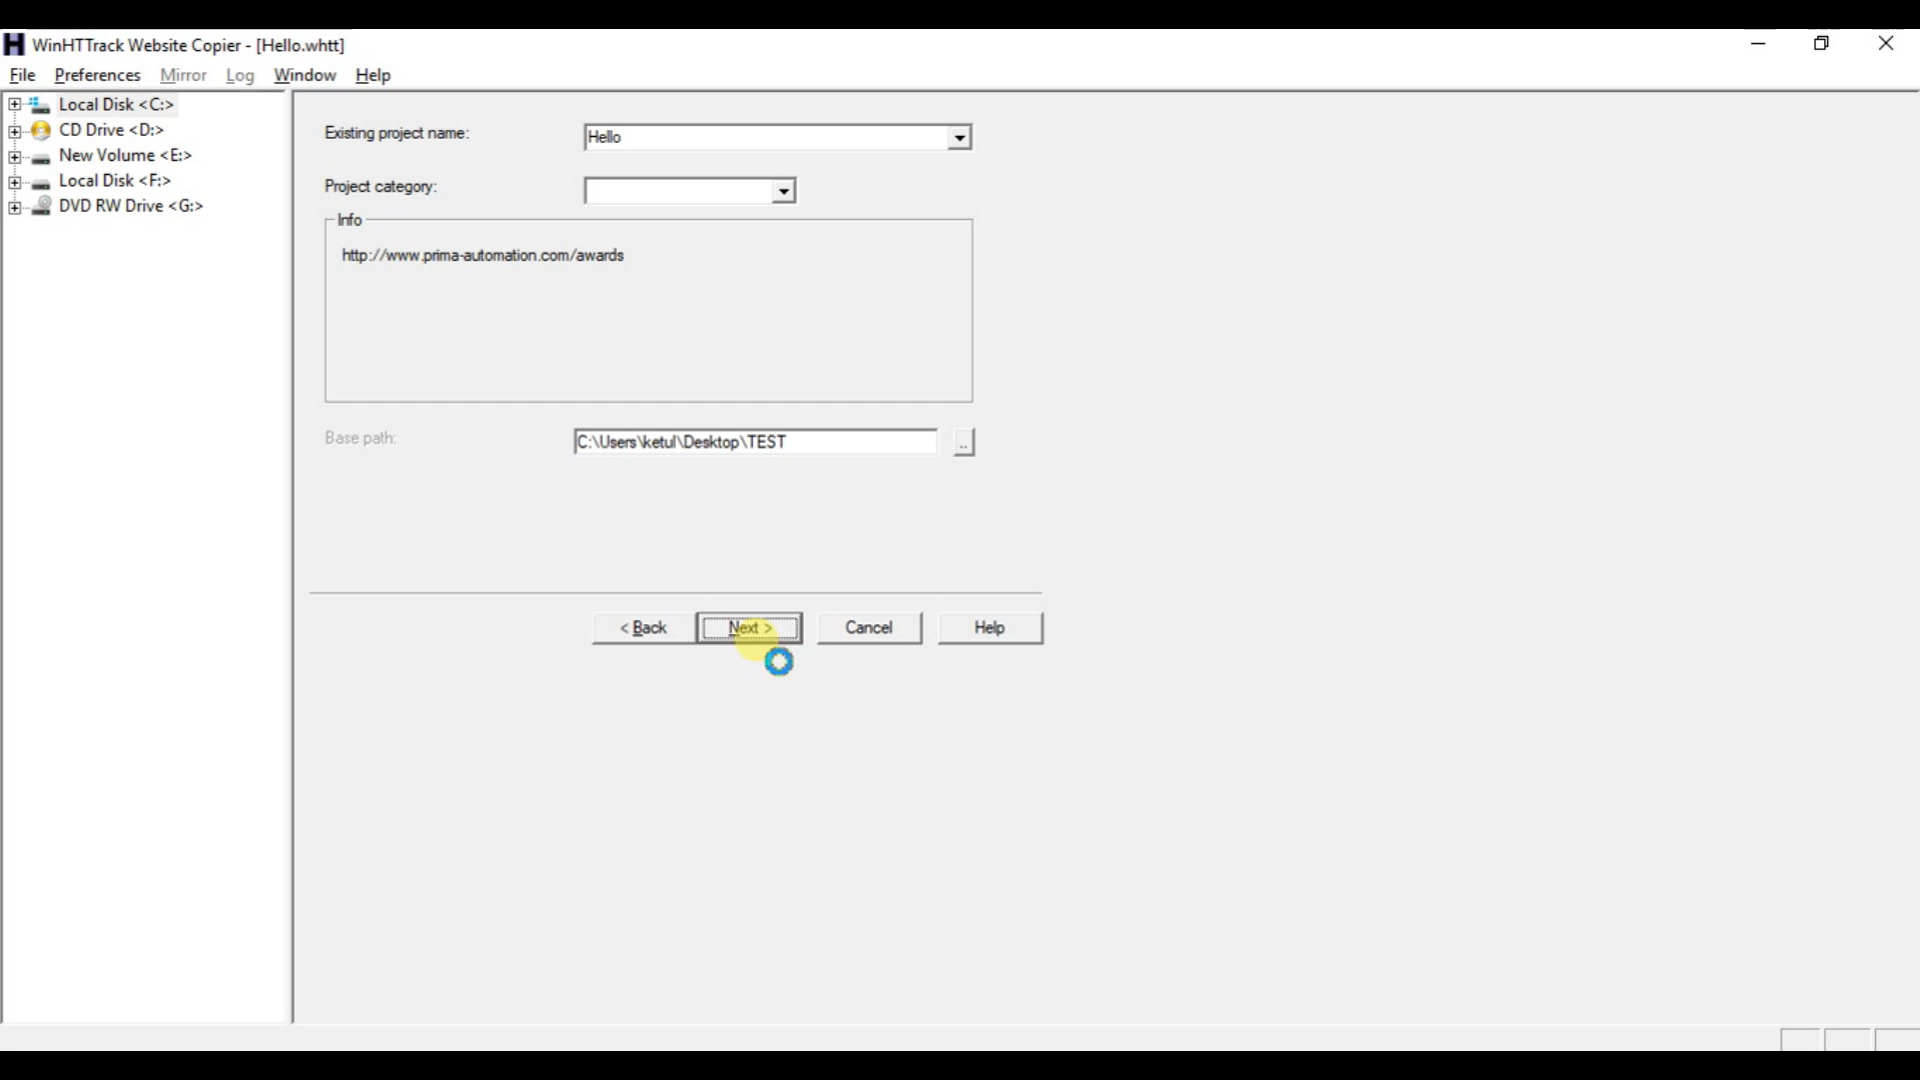 WinHTTrack Website Copier - [Hello.whtt]
File Preferences Mirror Log Window Help
Local Disk <C:>
CD Drive <D:>
New Volume <E:>
Local Disk <F:>
DVD RW Drive <G:>
Existing project name: Hello
Project category:
Info
http://www.prima-automation.com/awards
Base path: C:\Users\ketul\Desktop\TEST ..
< Back Next > Cancel Help